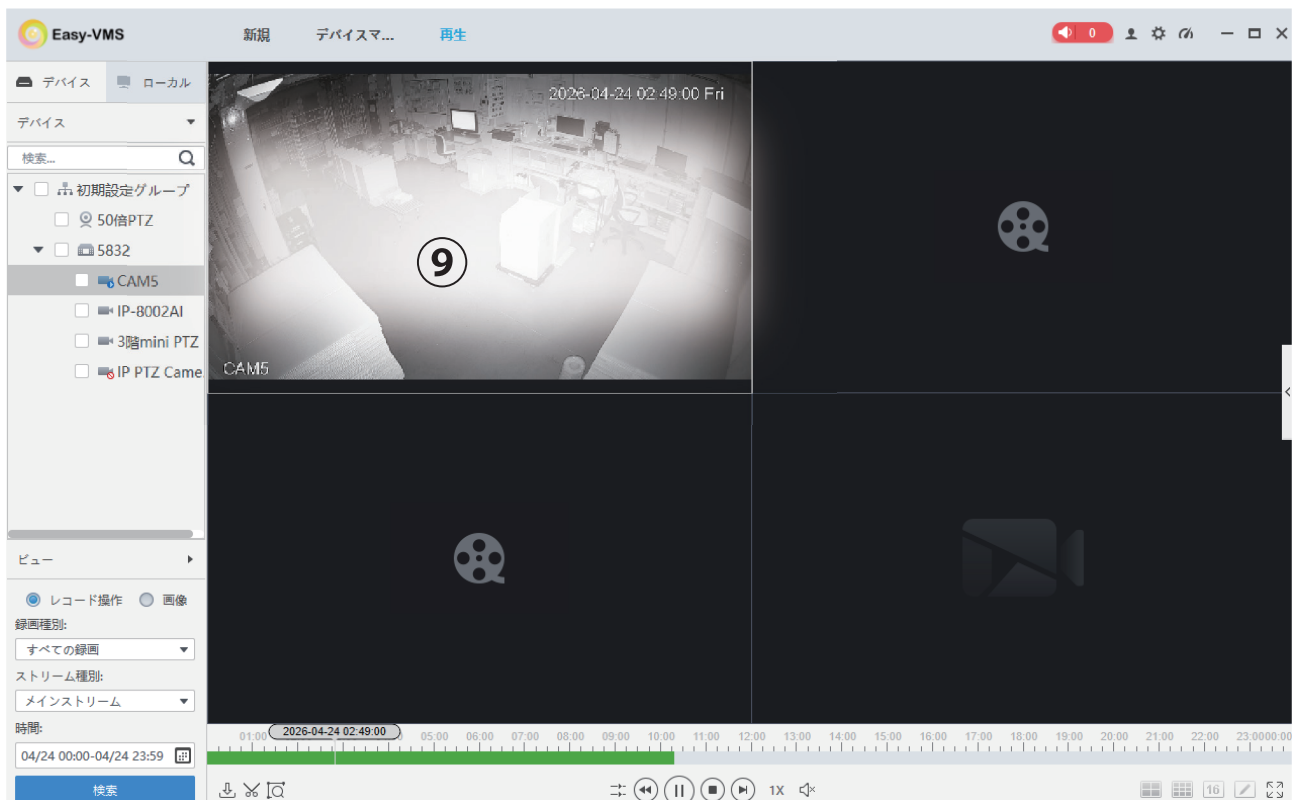 Easy-VMS 新規 デバイスマ... 再生 0
デバイス ローカル
デバイス
検索...
初期設定グループ
50倍PTZ
5832
CAM5
IP-8002AI
3階mini PTZ
IP PTZ Came
2026-04-24 02:49:00 Fri
⑨
CAM5
ビュー
レコード操作 画像
録画種別:
すべての録画
ストリーム種別:
メインストリーム
時間:
04/24 00:00-04/24 23:59
検索
01:00 2026-04-24 02:49:00 05:00 06:00 07:00 08:00 09:00 10:00 11:00 12:00 13:00 14:00 15:00 16:00 17:00 18:00 19:00 20:00 21:00 22:00 23:0000:00
1X 16